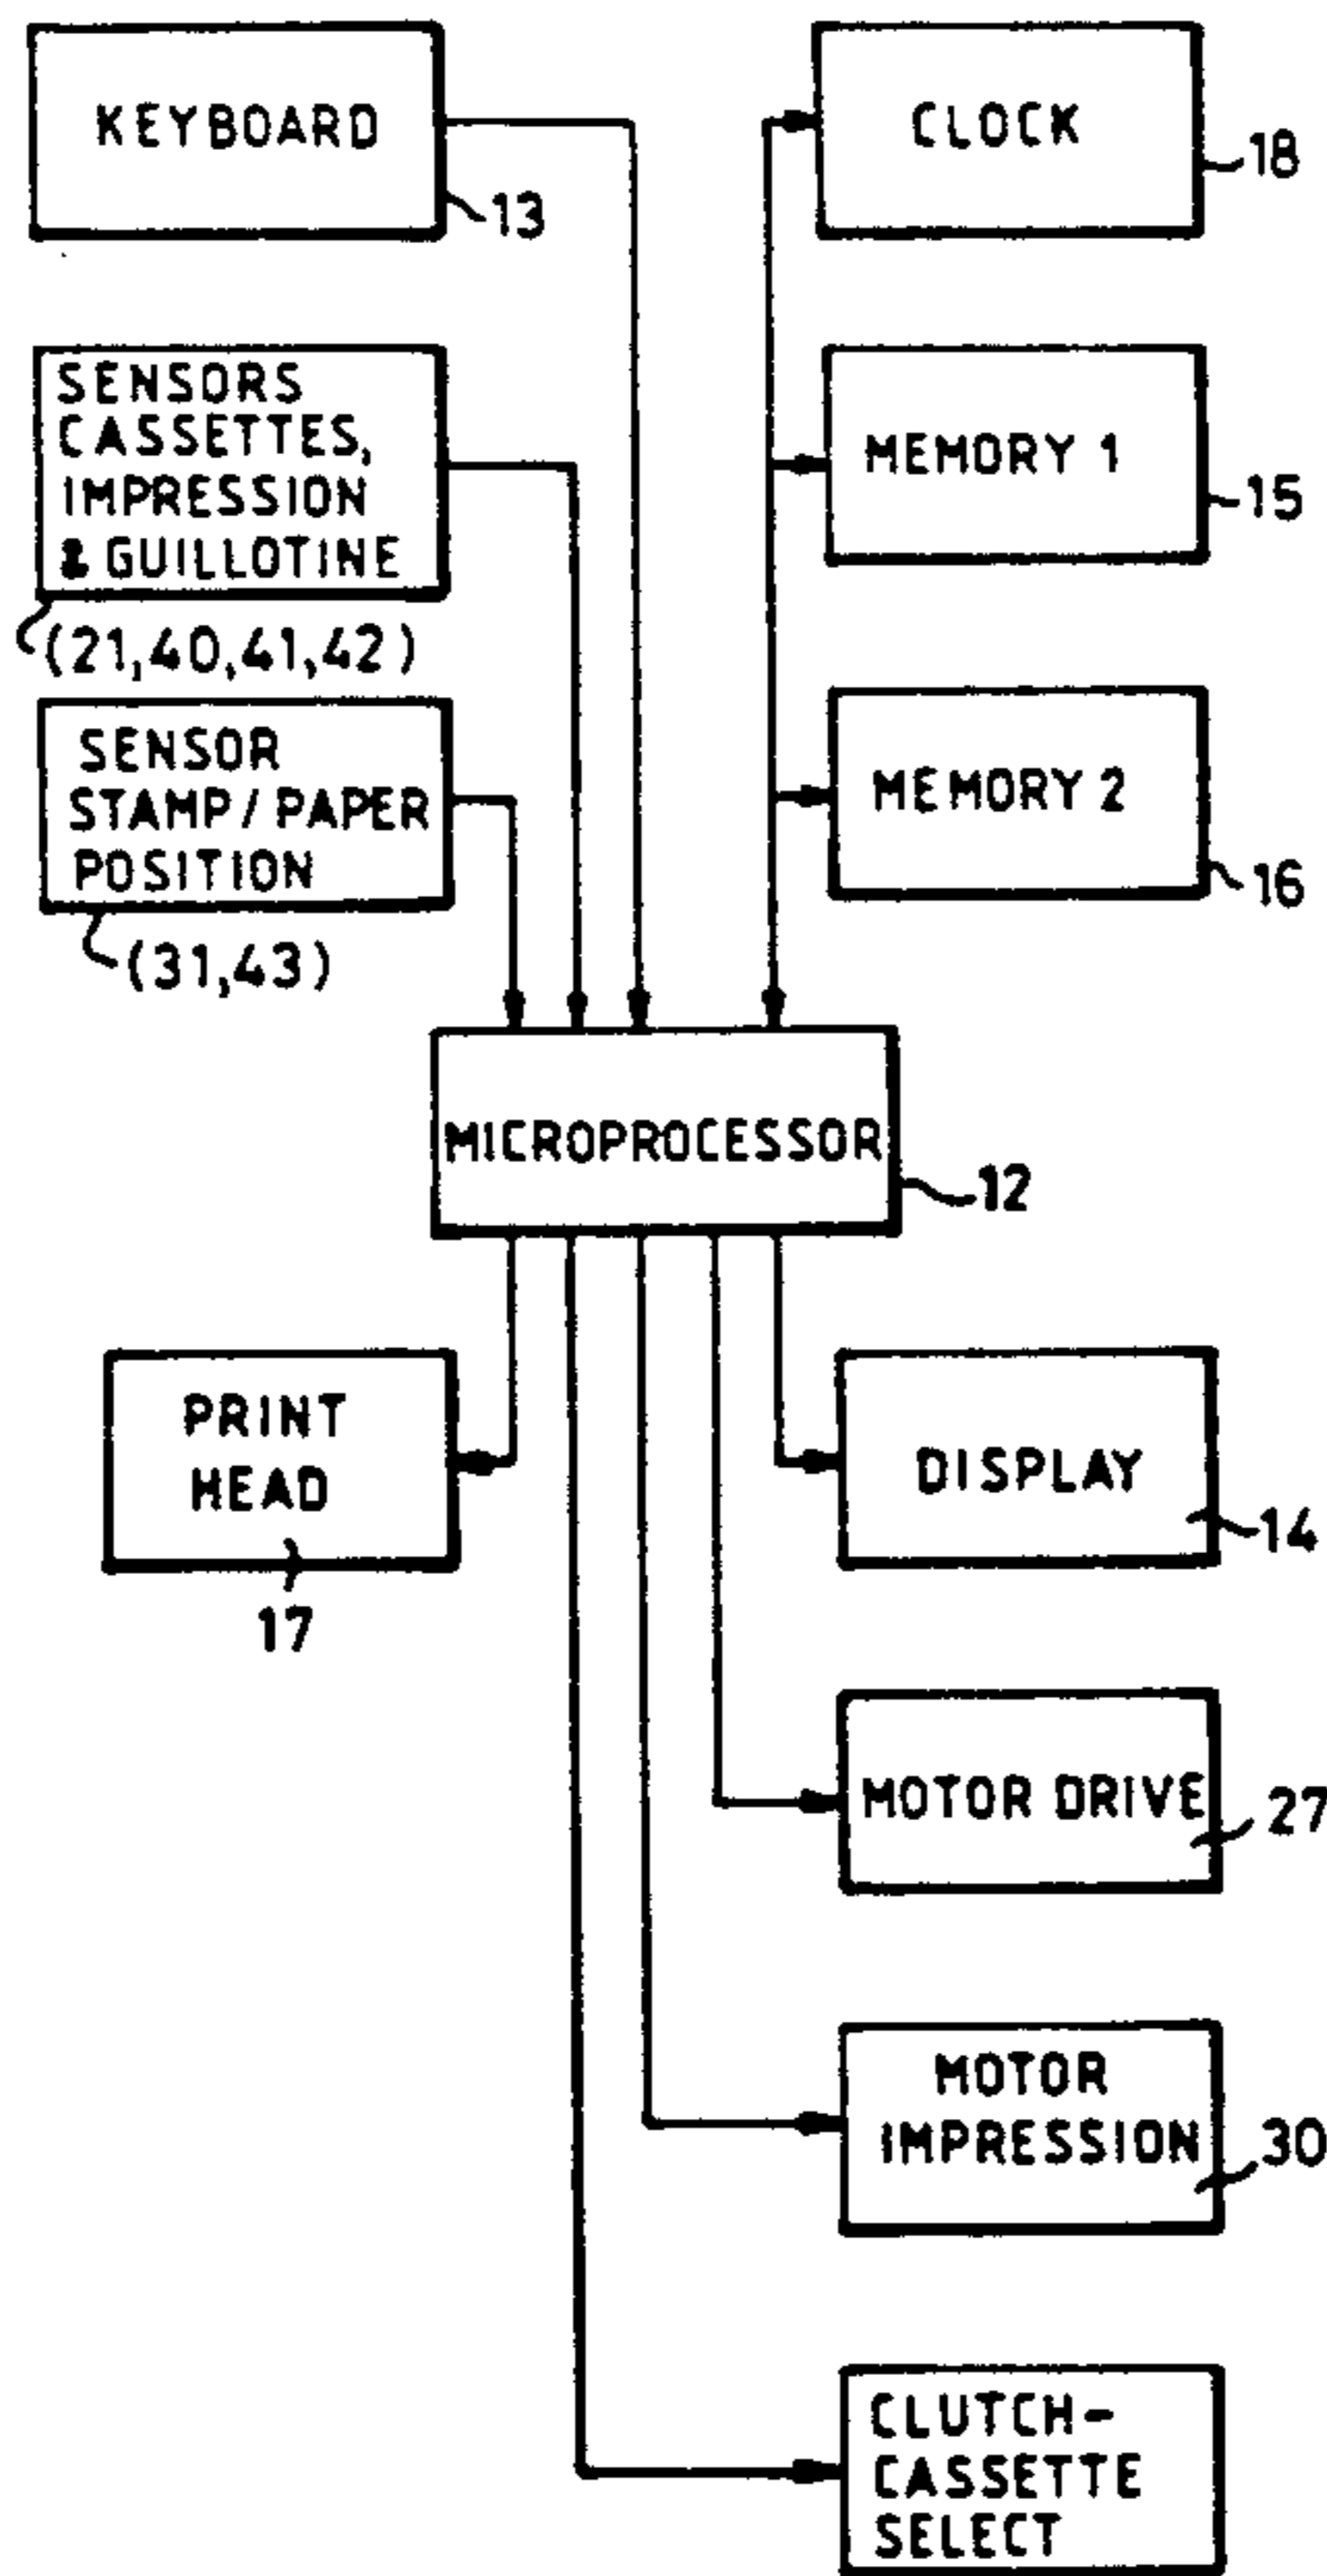 KEYBOARD
13
CLOCK
18
SENSORS
CASSETTES,
IMPRESSION
& GUILLOTINE
(21,40,41,42)
MEMORY 1
15
SENSOR
STAMP/PAPER
POSITION
(31,43)
MEMORY 2
16
MICROPROCESSOR
12
PRINT
HEAD
17
DISPLAY
14
MOTOR DRIVE
27
MOTOR
IMPRESSION
30
CLUTCH-
CASSETTE
SELECT